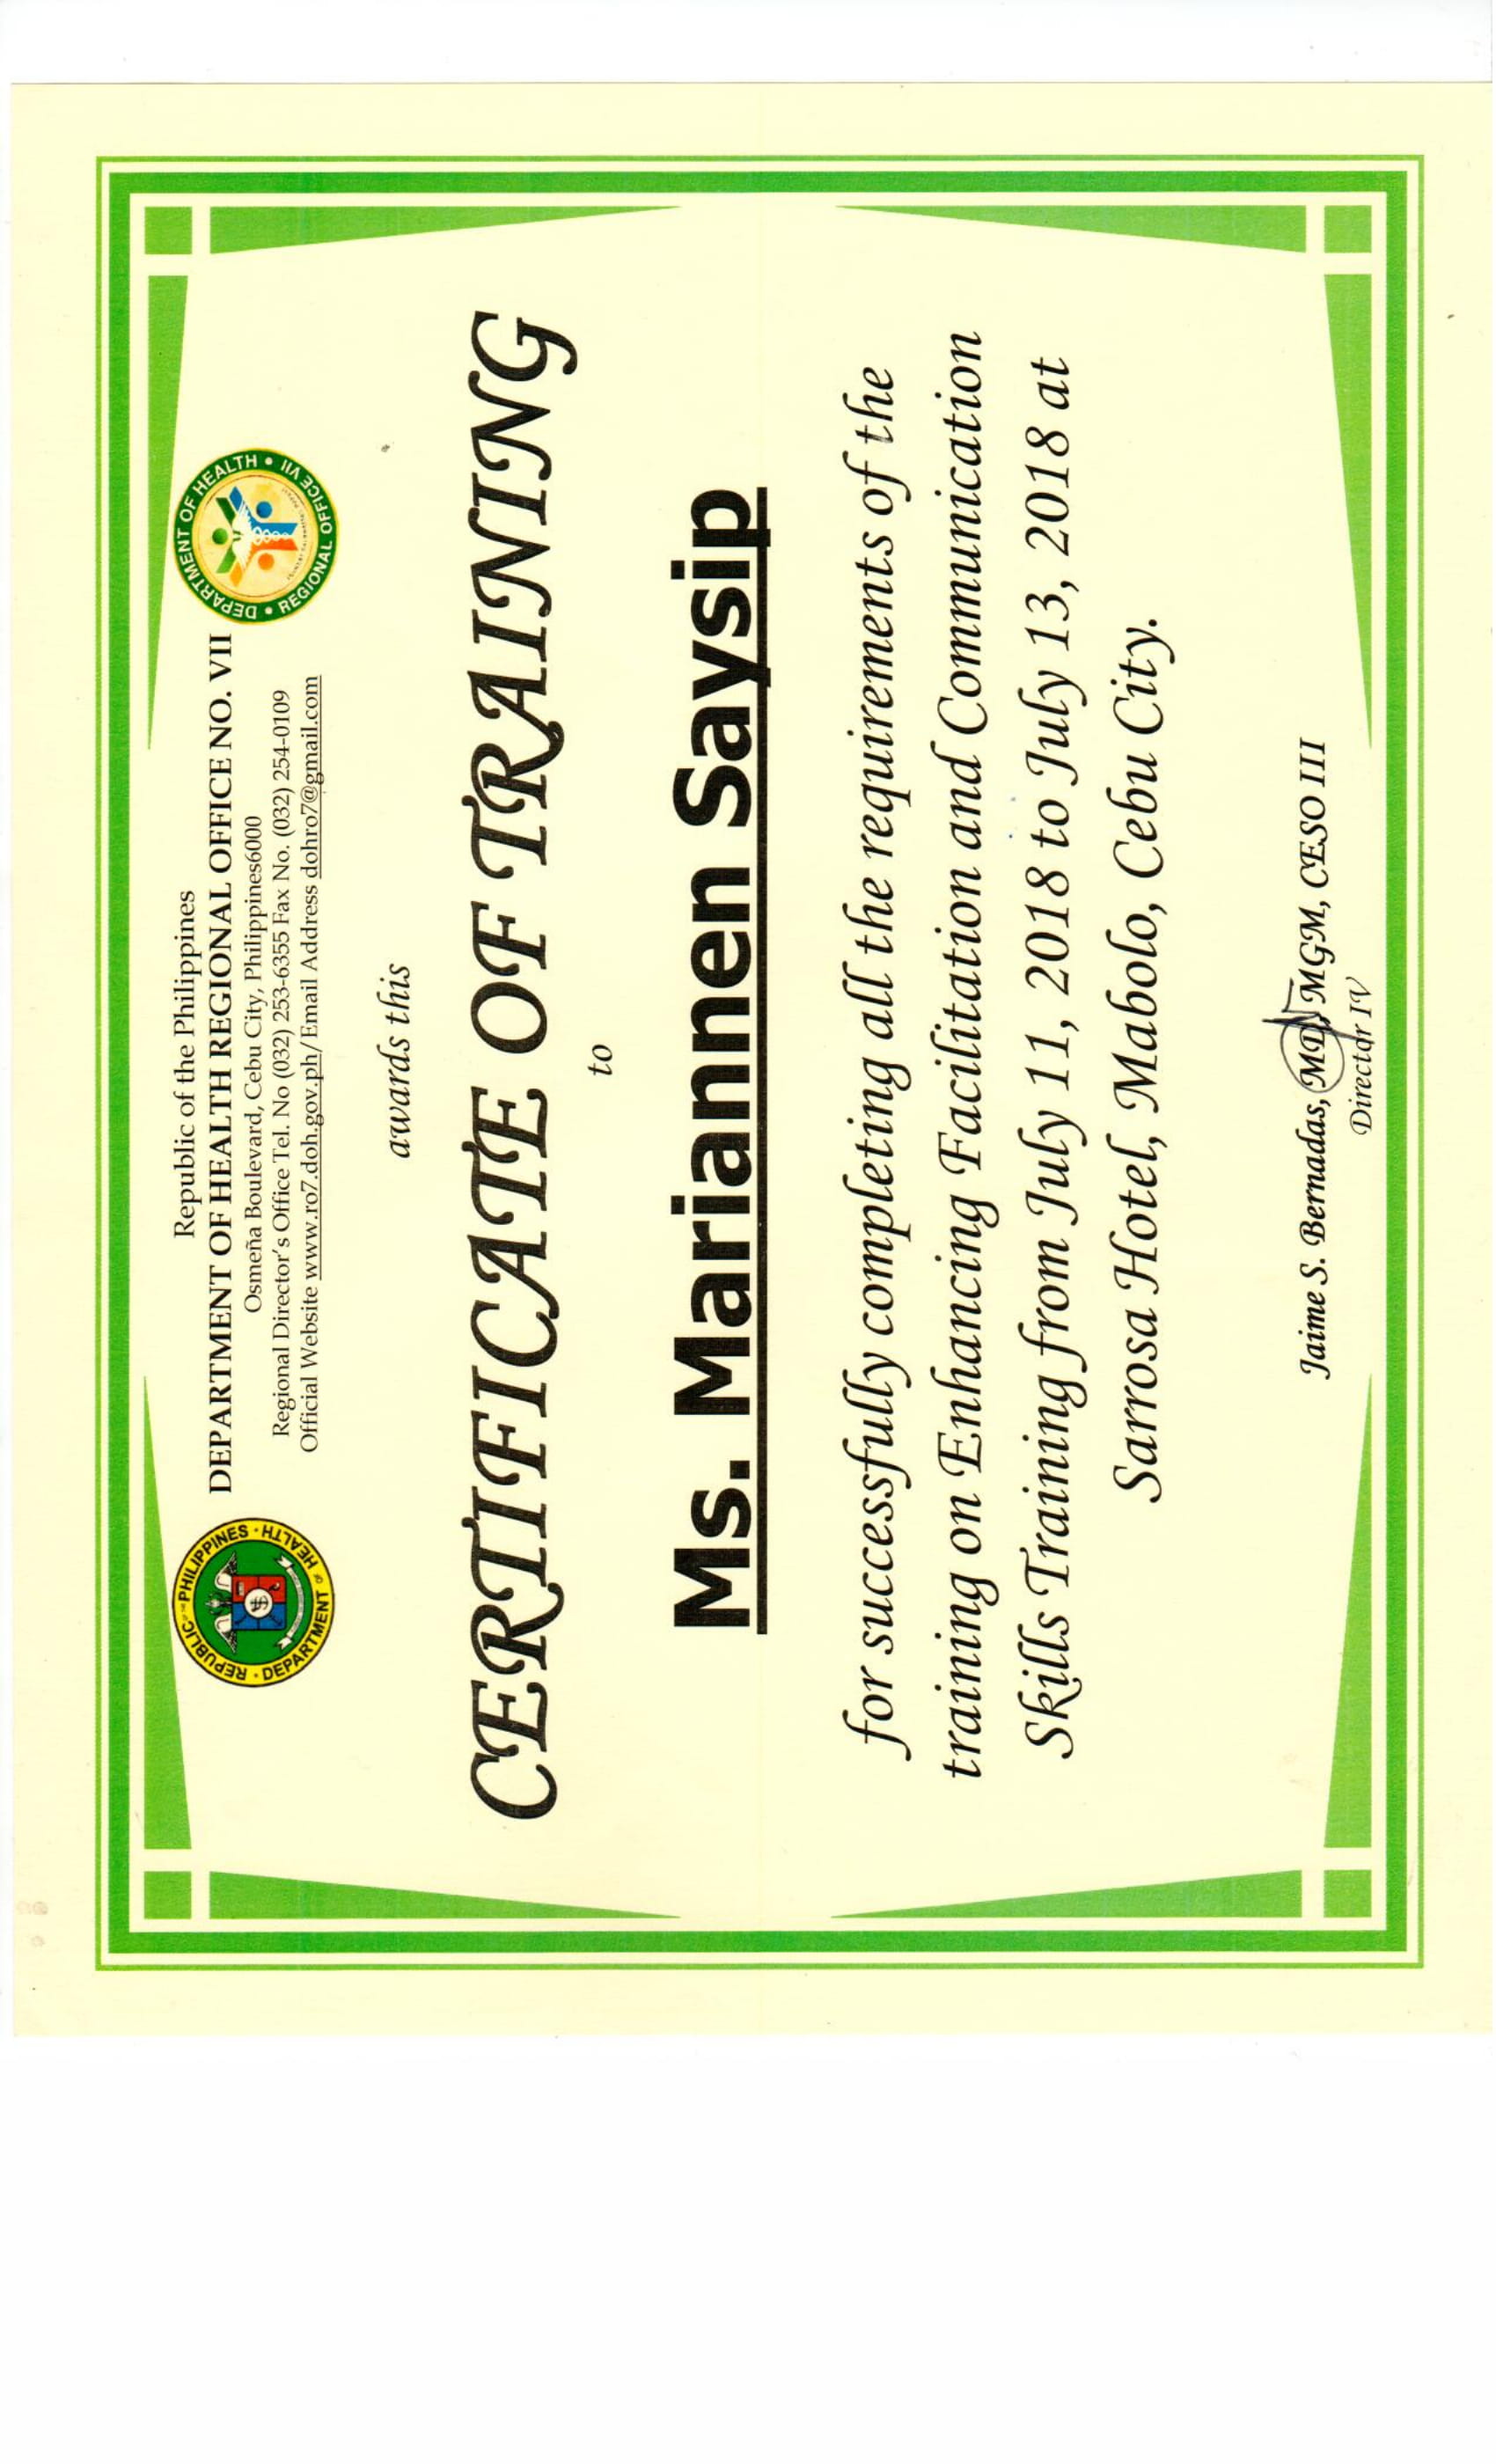 Republic of the Philippines
DEPARTMENT OF HEALTH REGIONAL OFFICE NO. VII
Osmeña Boulevard, Cebu City, Philippines6000
Regional Director's Office Tel. No (032) 253-6355 Fax No. (032) 254-0109
Official Website www.ro7.doh.gov.ph/Email Address dohro7@gmail.com
REPUBLIC OF THE PHILIPPINES
DEPARTMENT OF HEALTH
DEPARTMENT OF HEALTH
REGIONAL OFFICE VII
awards this
CERTIFICATE OF TRAINING
to
Ms. Mariannen Saysip
for successfully completing all the requirements of the
training on Enhancing Facilitation and Communication
Skills Training from July 11, 2018 to July 13, 2018 at
Sarrosa Hotel, Mabolo, Cebu City.
Jaime S. Bernadas, MD, MGM, CESO III
Director IV